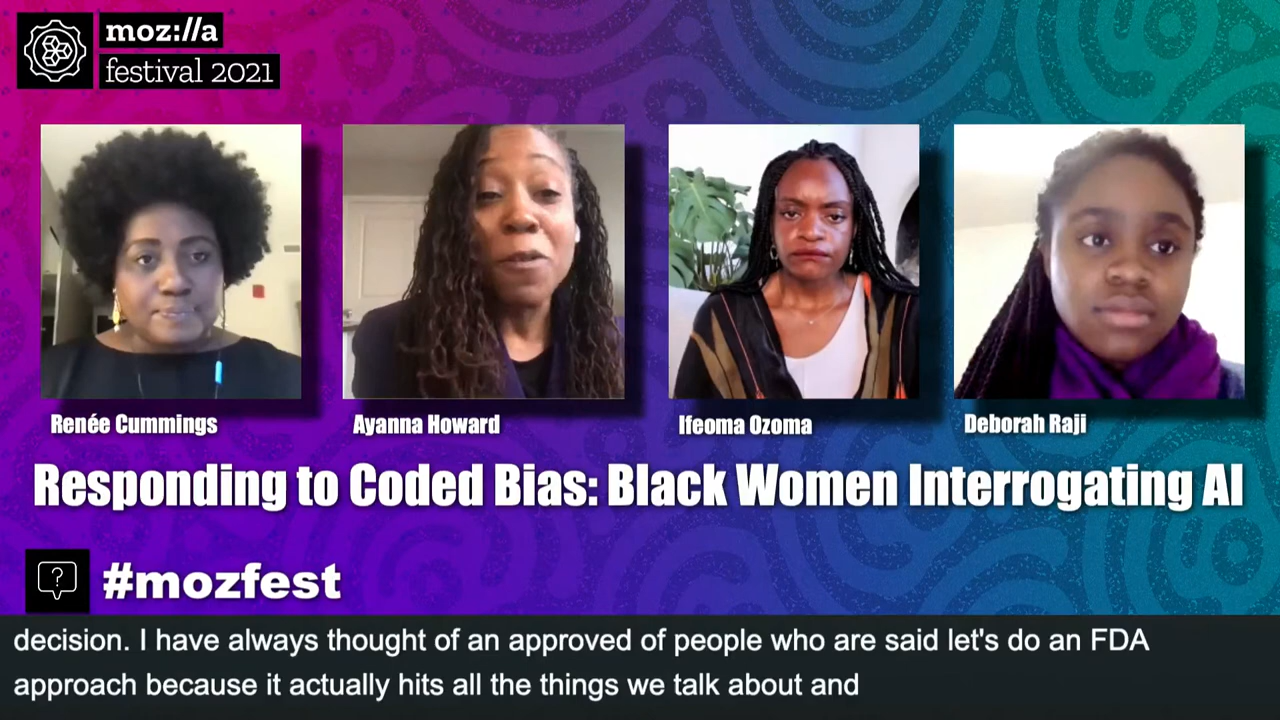 moz://a
festival 2021
Renée Cummings
Ayanna Howard
Ifeoma Ozoma
Deborah Raji
Responding to Coded Bias: Black Women Interrogating AI
?
#mozfest
decision. I have always thought of an approved of people who are said let's do an FDA
approach because it actually hits all the things we talk about and